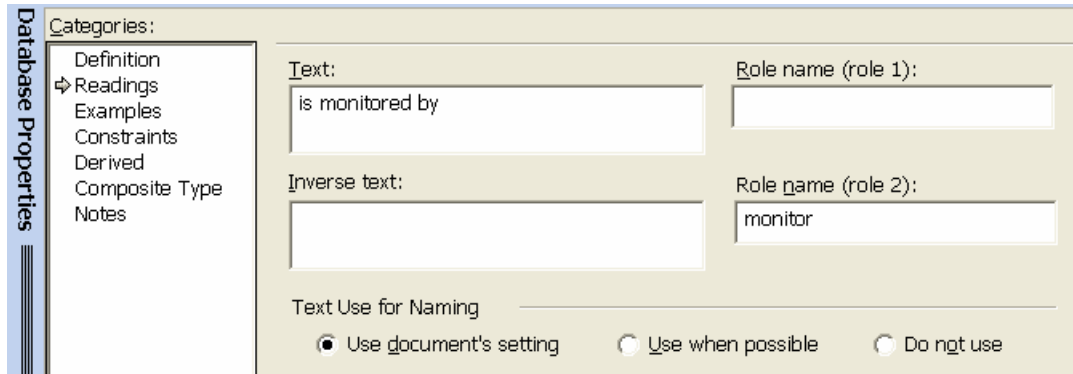 Database Properties
Categories:
Definition
Readings
Examples
Constraints
Derived
Composite Type
Notes
Text:
is monitored by
Role name (role 1):
Inverse text:
Role name (role 2):
monitor
Text Use for Naming
Use document's setting
Use when possible
Do not use